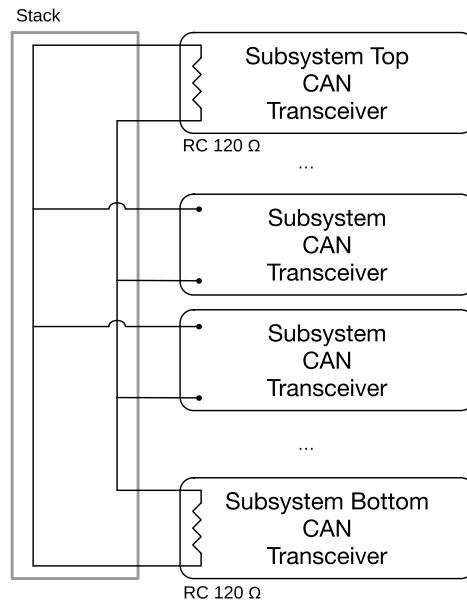 Stack
Subsystem Top
CAN
Transceiver
RC 120 Ω
...
Subsystem
CAN
Transceiver
Subsystem
CAN
Transceiver
...
Subsystem Bottom
CAN
Transceiver
RC 120 Ω